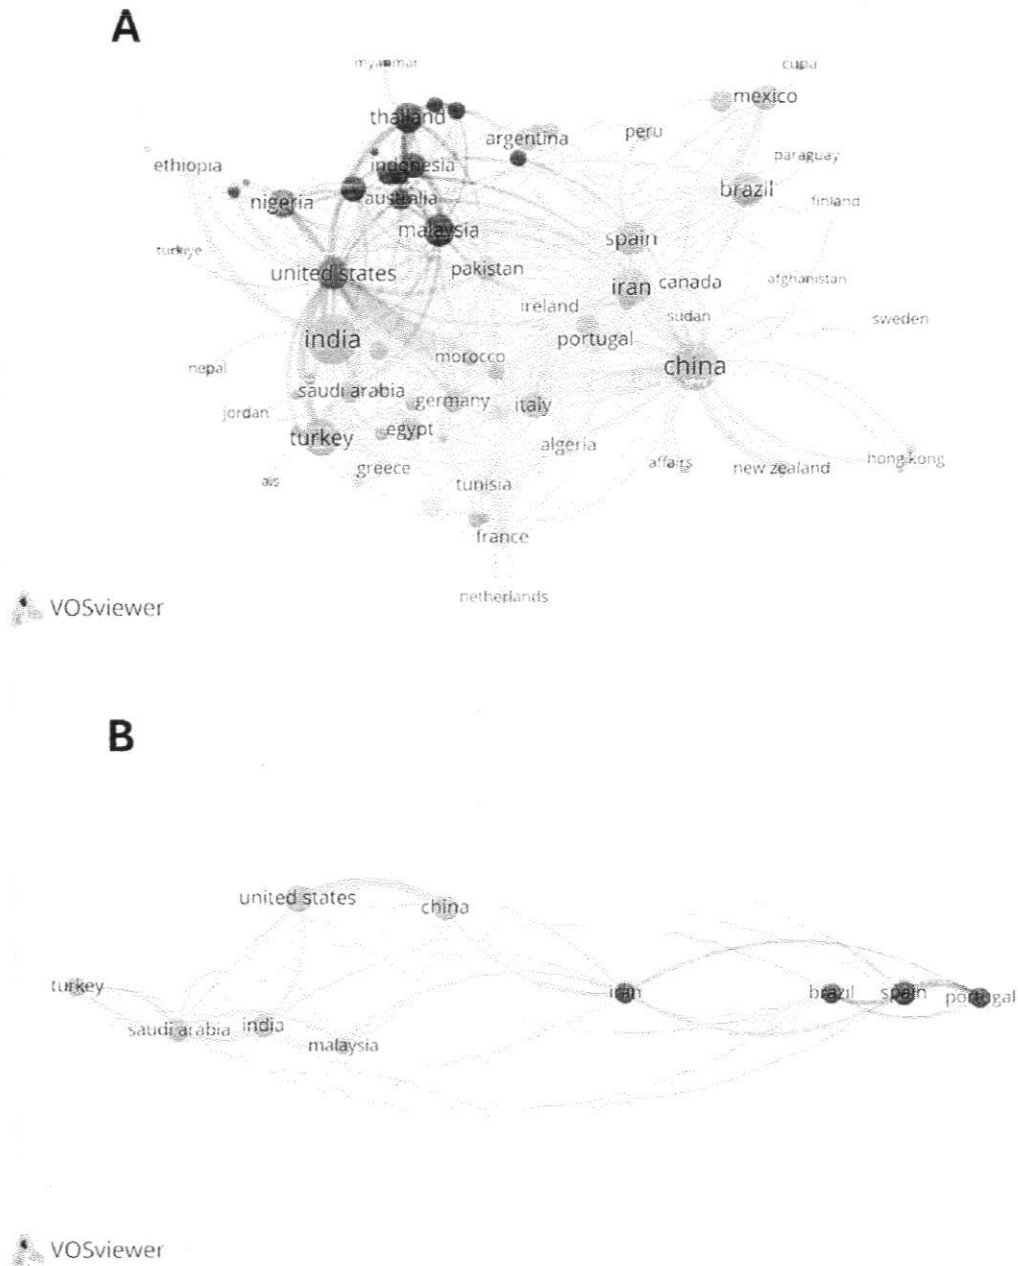 A
myanmar
cuba
thailand
mexico
argentina
peru
ethiopia
indonesia
paraguay
nigeria
australia
brazil
finland
malaysia
spain
turkiye
united states
pakistan
iran
canada
afghanistan
ireland
sudan
sweden
india
portugal
nepal
morocco
china
saudi arabia
germany
italy
jordan
turkey
egypt
algeria
affairs
new zealand
hong kong
greece
als
tunisia
france
netherlands
VOSviewer
B
united states
china
turkey
iran
brazil
spain
portugal
saudi arabia
india
malaysia
VOSviewer